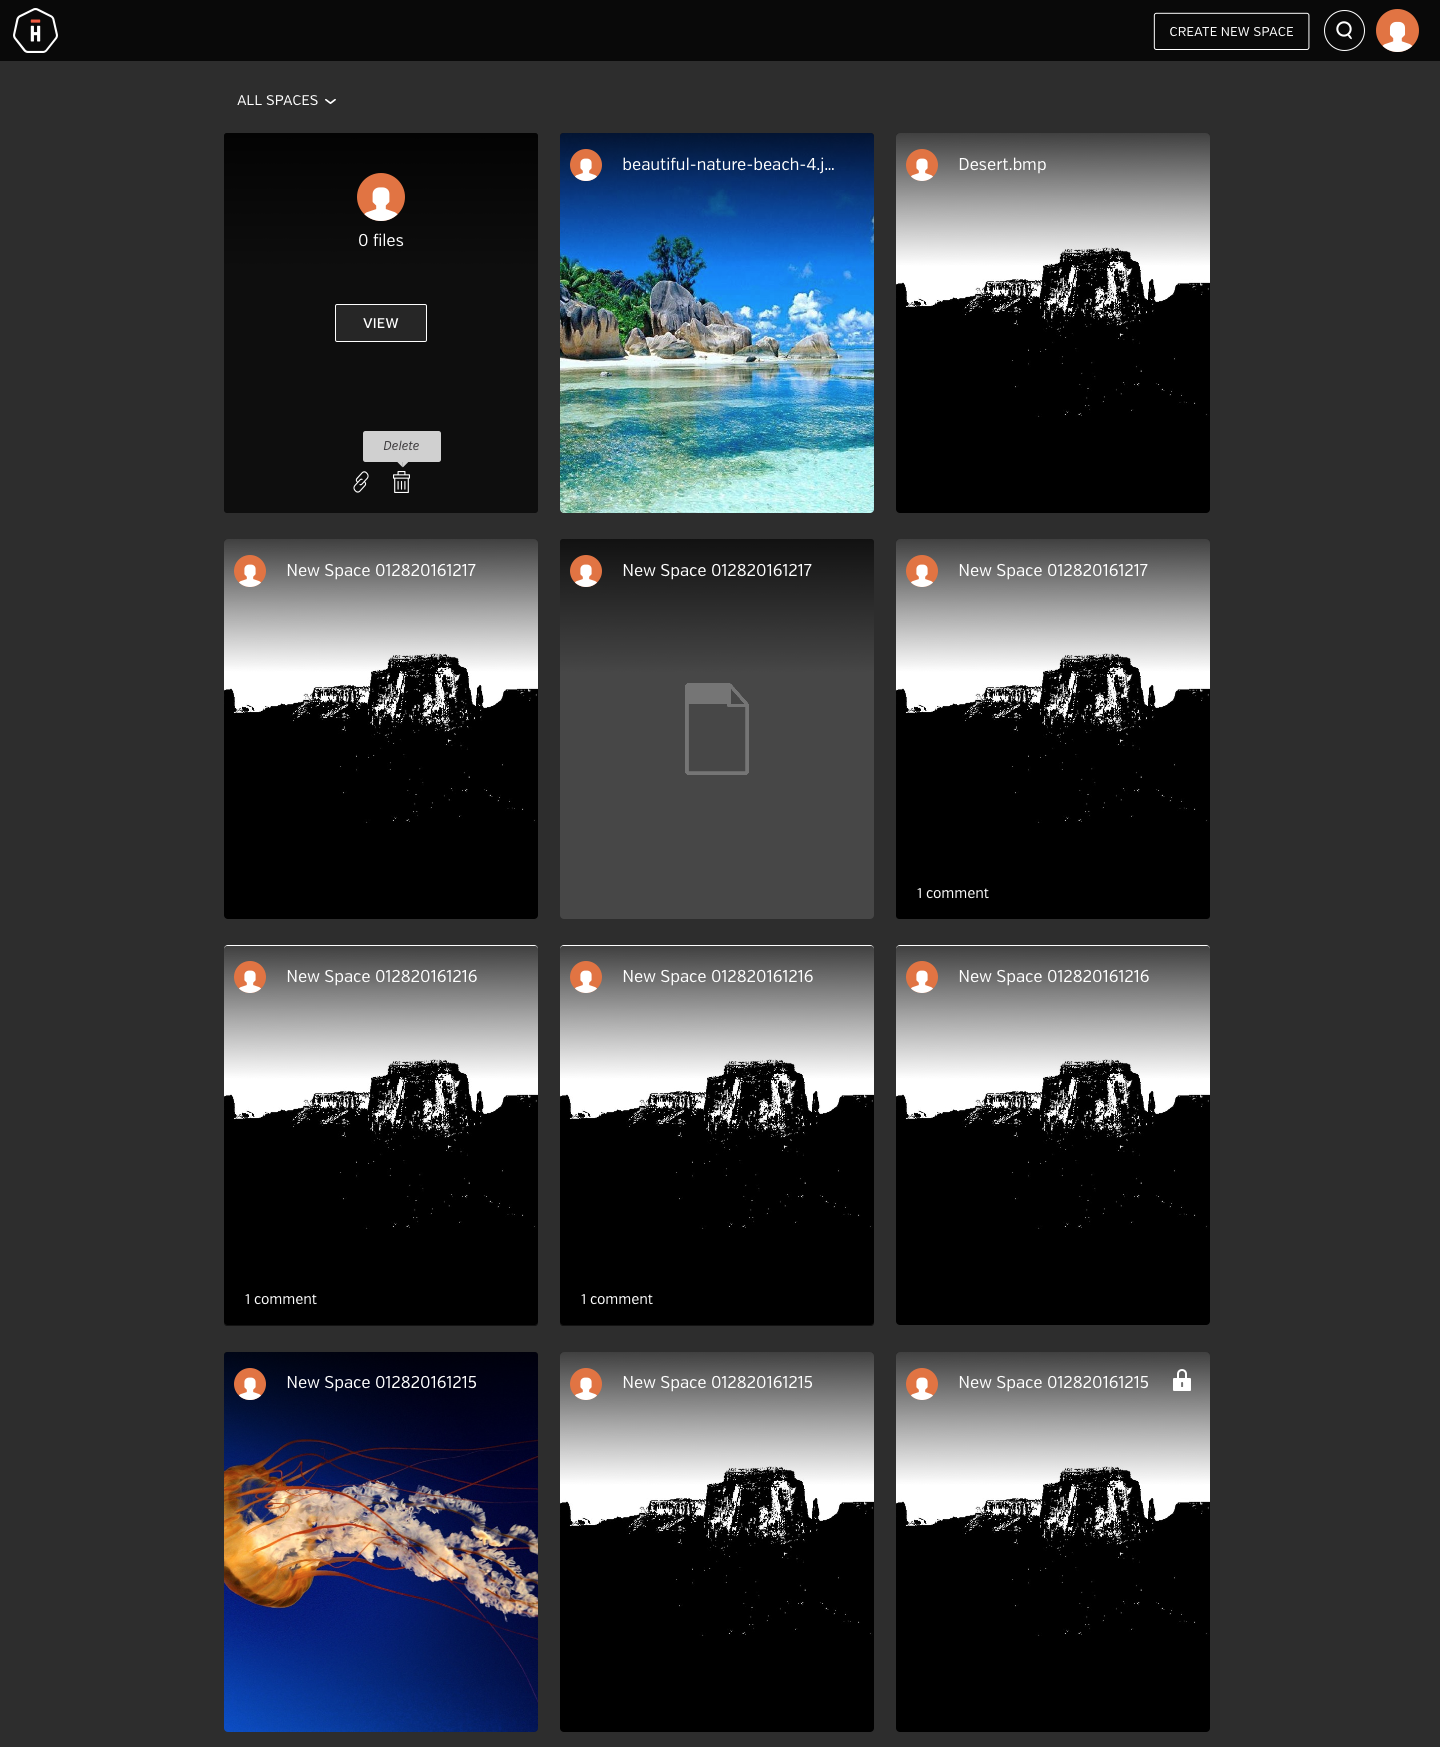 H
CREATE NEW SPACE
ALL SPACES
0 files
VIEW
Delete
beautiful-nature-beach-4.j...
Desert.bmp
New Space 012820161217
New Space 012820161217
New Space 012820161217
1 comment
New Space 012820161216
1 comment
New Space 012820161216
1 comment
New Space 012820161216
New Space 012820161215
New Space 012820161215
New Space 012820161215